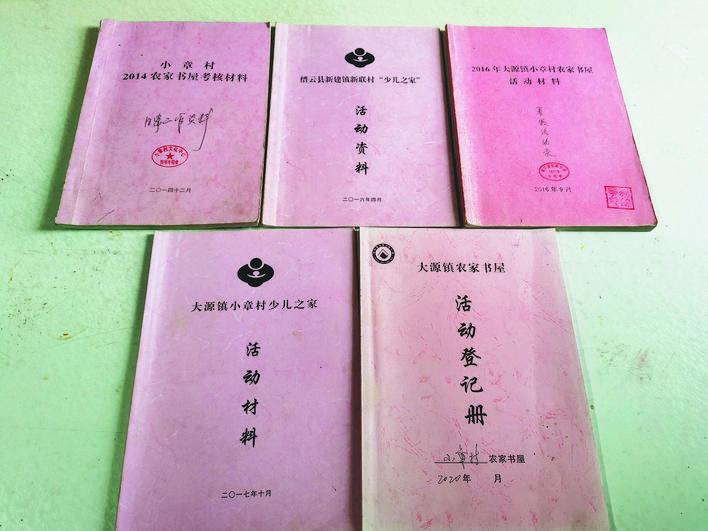 小章村
2014农家书屋考核材料
二〇一四十二月
缙云县新建镇新联村“少儿之家”
活动资料
二〇一六年四月
2016年大源镇小章村农家书屋
活动材料
2016年9月
大源镇小章村少儿之家
活动材料
二〇一七年十月
大源镇农家书屋
活动登记册
小章村 农家书屋
2020年 月